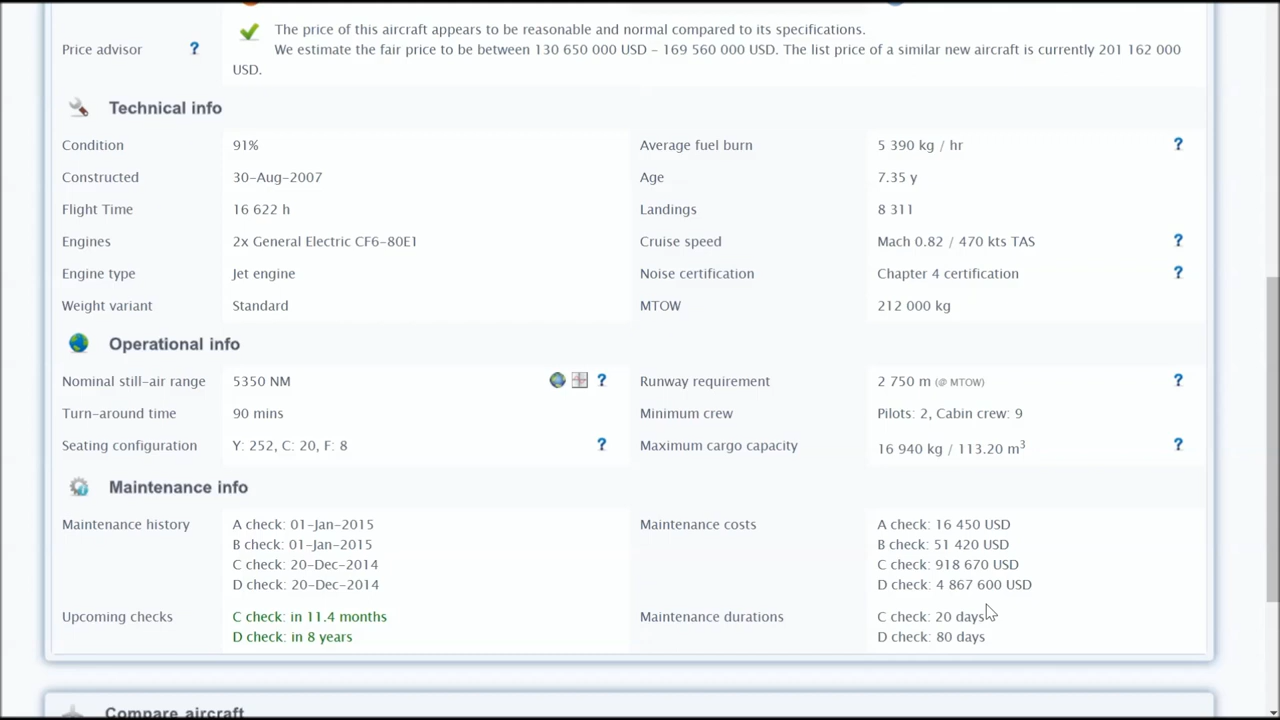 The price of this aircraft appears to be reasonable and normal compared to its specifications.
Price advisor ? We estimate the fair price to be between 130 650 000 USD - 169 560 000 USD. The list price of a similar new aircraft is currently 201 162 000
USD.
Technical info
Condition 91% Average fuel burn 5 390 kg / hr ?
Constructed 30-Aug-2007 Age 7.35 y
Flight Time 16 622 h Landings 8 311
Engines 2x General Electric CF6-80E1 Cruise speed Mach 0.82 / 470 kts TAS ?
Engine type Jet engine Noise certification Chapter 4 certification ?
Weight variant Standard MTOW 212 000 kg
Operational info
Nominal still-air range 5350 NM ? Runway requirement 2 750 m (@ MTOW) ?
Turn-around time 90 mins Minimum crew Pilots: 2, Cabin crew: 9
Seating configuration Y: 252, C: 20, F: 8 ? Maximum cargo capacity 16 940 kg / 113.20 m³ ?
Maintenance info
Maintenance history A check: 01-Jan-2015 Maintenance costs A check: 16 450 USD
B check: 01-Jan-2015 B check: 51 420 USD
C check: 20-Dec-2014 C check: 918 670 USD
D check: 20-Dec-2014 D check: 4 867 600 USD
Upcoming checks C check: in 11.4 months Maintenance durations C check: 20 days
D check: in 8 years D check: 80 days
Compare aircraft